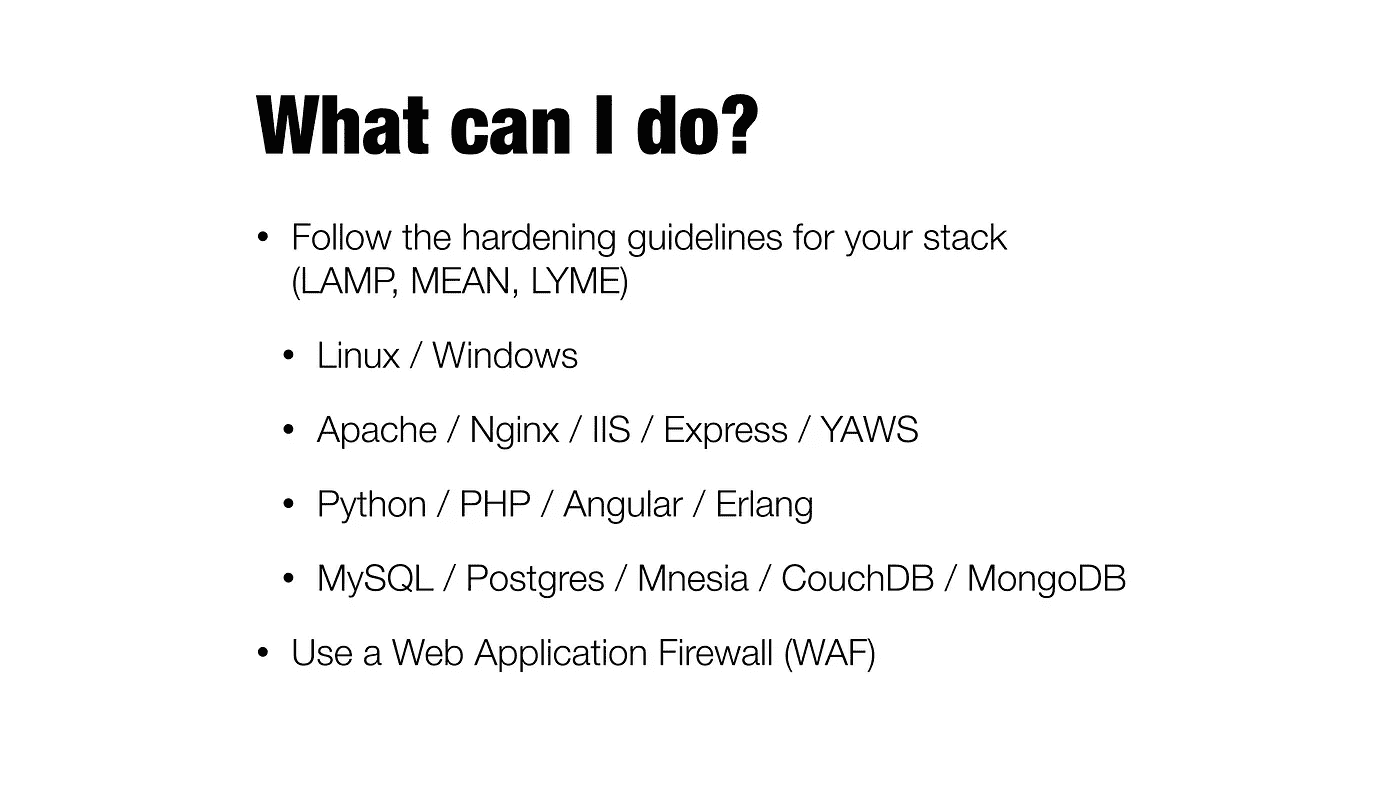 What can I do?
• Follow the hardening guidelines for your stack
(LAMP, MEAN, LYME)
• Linux / Windows
• Apache / Nginx / IIS / Express / YAWS
• Python / PHP / Angular / Erlang
• MySQL / Postgres / Mnesia / CouchDB / MongoDB
• Use a Web Application Firewall (WAF)